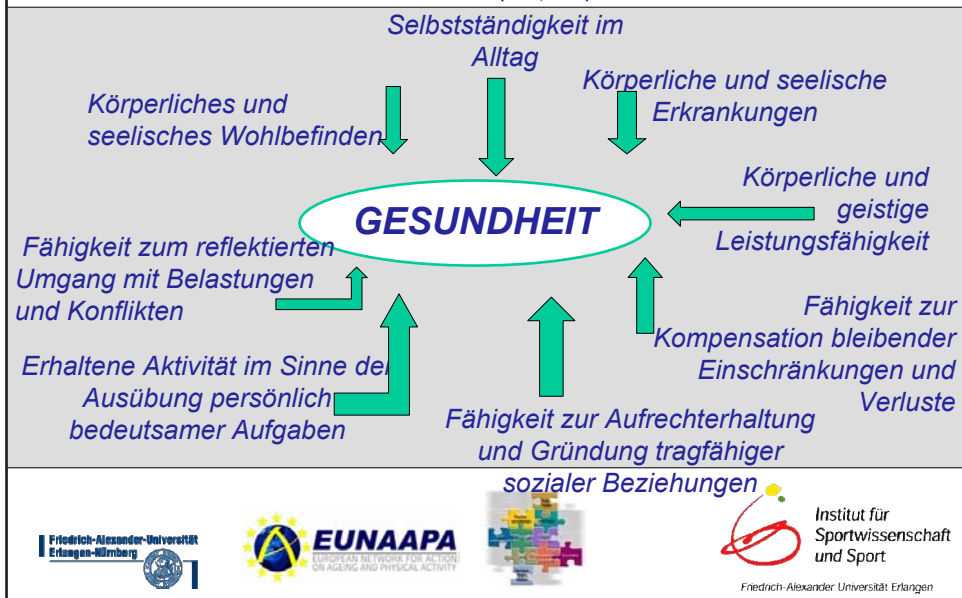 Selbstständigkeit im
Alltag
Körperliches und
seelisches Wohlbefinden
Körperliche und seelische
Erkrankungen
Körperliche und
geistige
Leistungsfähigkeit
GESUNDHEIT
Fähigkeit zum reflektierten
Umgang mit Belastungen
und Konflikten
Fähigkeit zur
Kompensation bleibender
Einschränkungen und
Verluste
Erhaltene Aktivität im Sinne der
Ausübung persönlich
bedeutsamer Aufgaben
Fähigkeit zur Aufrechterhaltung
und Gründung tragfähiger
sozialer Beziehungen
Friedrich-Alexander-Universität
Erlangen-Nürnberg
EUNAAPA
EUROPEAN NETWORK FOR ACTION
ON AGEING AND PHYSICAL ACTIVITY
Institut für
Sportwissenschaft
und Sport
Friedrich-Alexander Universität Erlangen